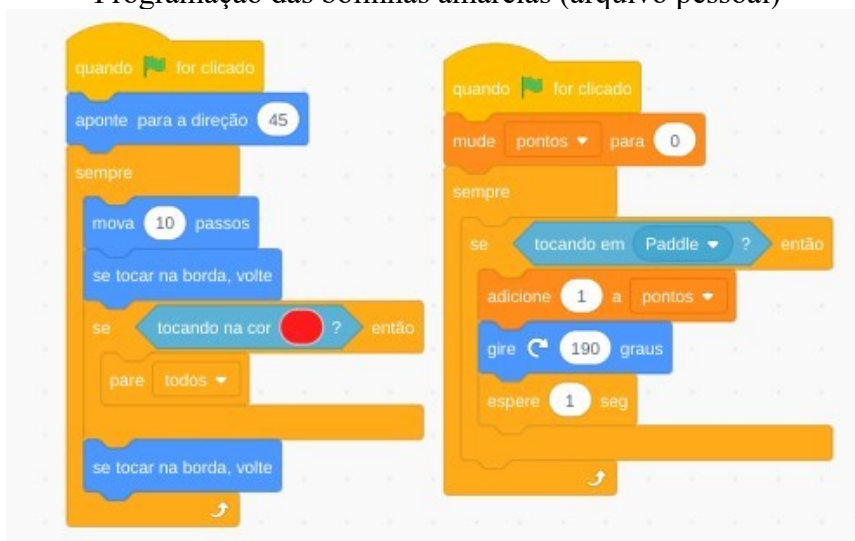 Programação das bolinhas amarelas (arquivo pessoal)
quando for clicado
aponte para a direção 45
sempre
mova 10 passos
se tocar na borda, volte
se tocando na cor ? então
pare todos
se tocar na borda, volte
quando for clicado
mude pontos para 0
sempre
se tocando em Paddle ? então
adicione 1 a pontos
gire 190 graus
espere 1 seg